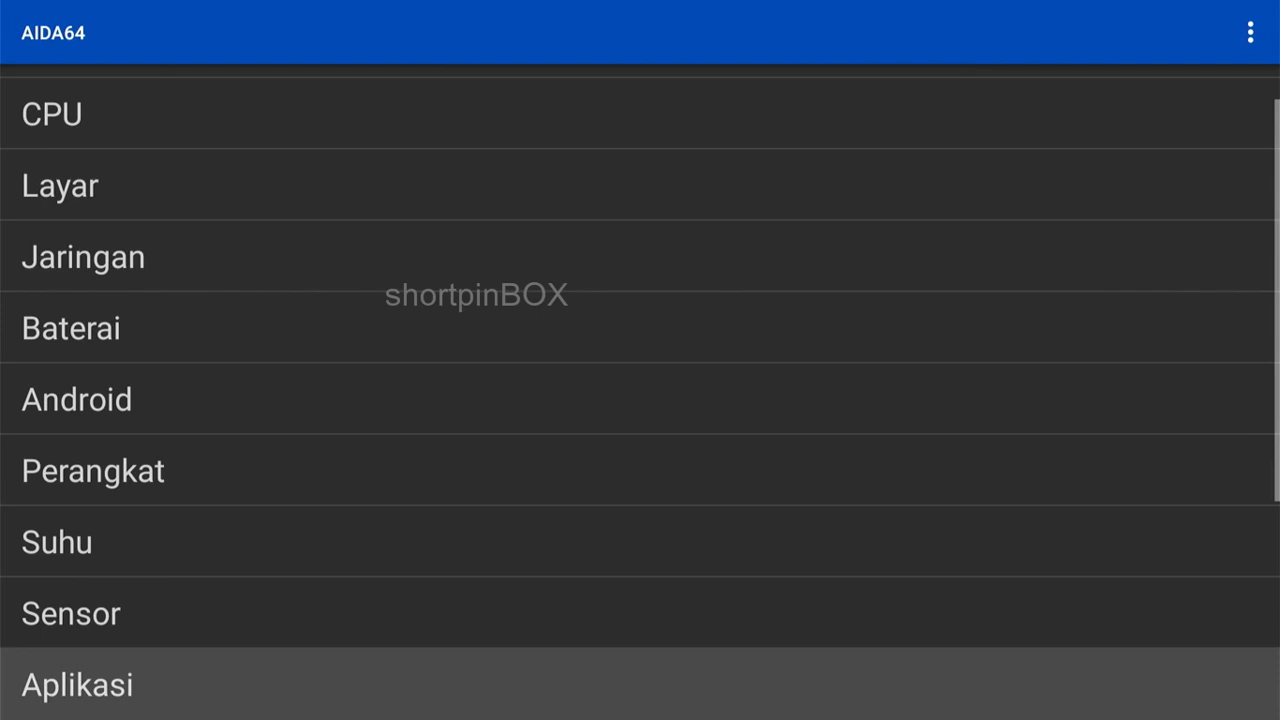 AIDA64
CPU
Layar
Jaringan
shortpinBOX
Baterai
Android
Perangkat
Suhu
Sensor
Aplikasi